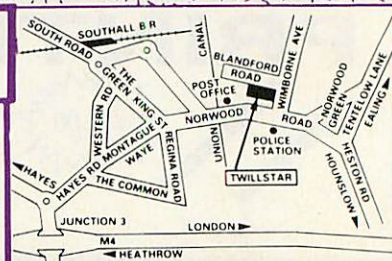 SOUTHALL B R
SOUTH ROAD
CANAL
BLANDFORD
ROAD
WIMBORNE AVE
THE
GREEN
KING ST
POST
OFFICE
NORWOOD
GREEN
TENTELOW LANE
EALING
WESTERN RD
NORWOOD
ROAD
MONTAGUE
WAYE
REGINA ROAD
UNION
POLICE
STATION
HESTON RD
HOUNSLOW
HAYES
HAYES RD
THE COMMON
TWILLSTAR
JUNCTION 3
LONDON
M4
HEATHROW